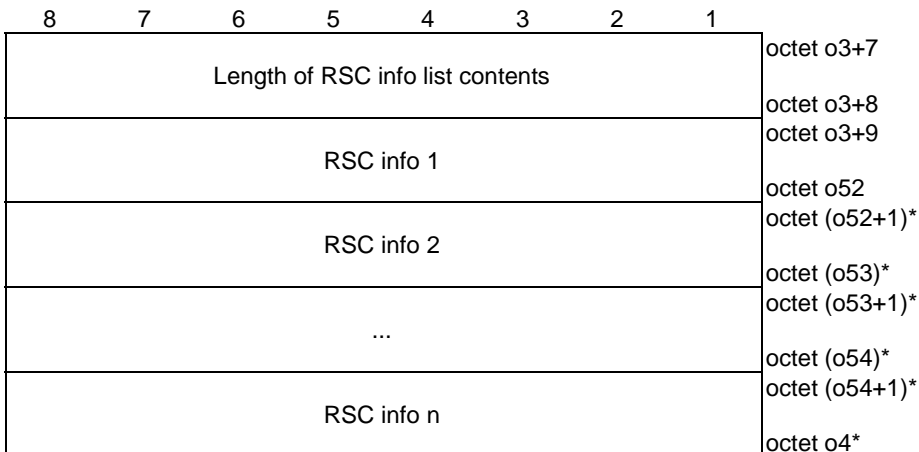 8 7 6 5 4 3 2 1
octet o3+7
Length of RSC info list contents
octet o3+8
octet o3+9
RSC info 1
octet o52
octet (o52+1)*
RSC info 2
octet (o53)*
octet (o53+1)*
...
octet (o54)*
octet (o54+1)*
RSC info n
octet o4*